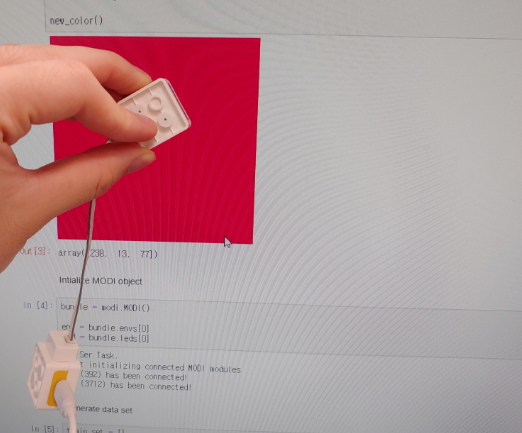 new_color()
out[3]: array([238, 13, 77])
Intialize MODI object
In [4]: bundle = modi.MODI()
= bundle.envs[0]
= bundle.leds[0]
Ser Task.
initializing connected MODI modules
(392) has been connected!
(3712) has been connected!
nerate data set
In [5]: